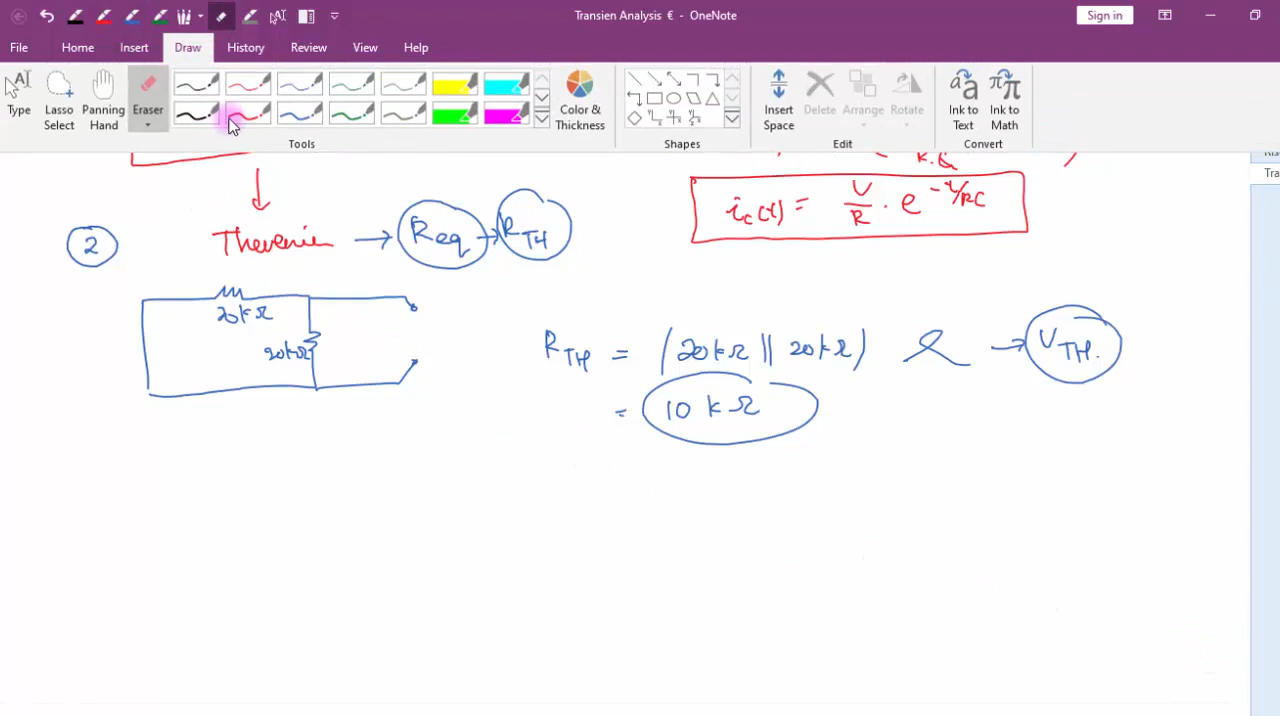 Transien Analysis € - OneNote
Sign in
File Home Insert Draw History Review View Help
Type
Lasso Select
Panning Hand
Eraser
Color & Thickness
Insert Space
Delete
Arrange
Rotate
Ink to Text
Ink to Math
Tools
Shapes
Edit
Convert
Tra
i_c(t) = V/R · e^-t/RC
2
Thevenin → Req → R_TH
20kΩ
20kΩ
R_TH = (20kΩ || 20kΩ) → V_TH.
= 10 kΩ